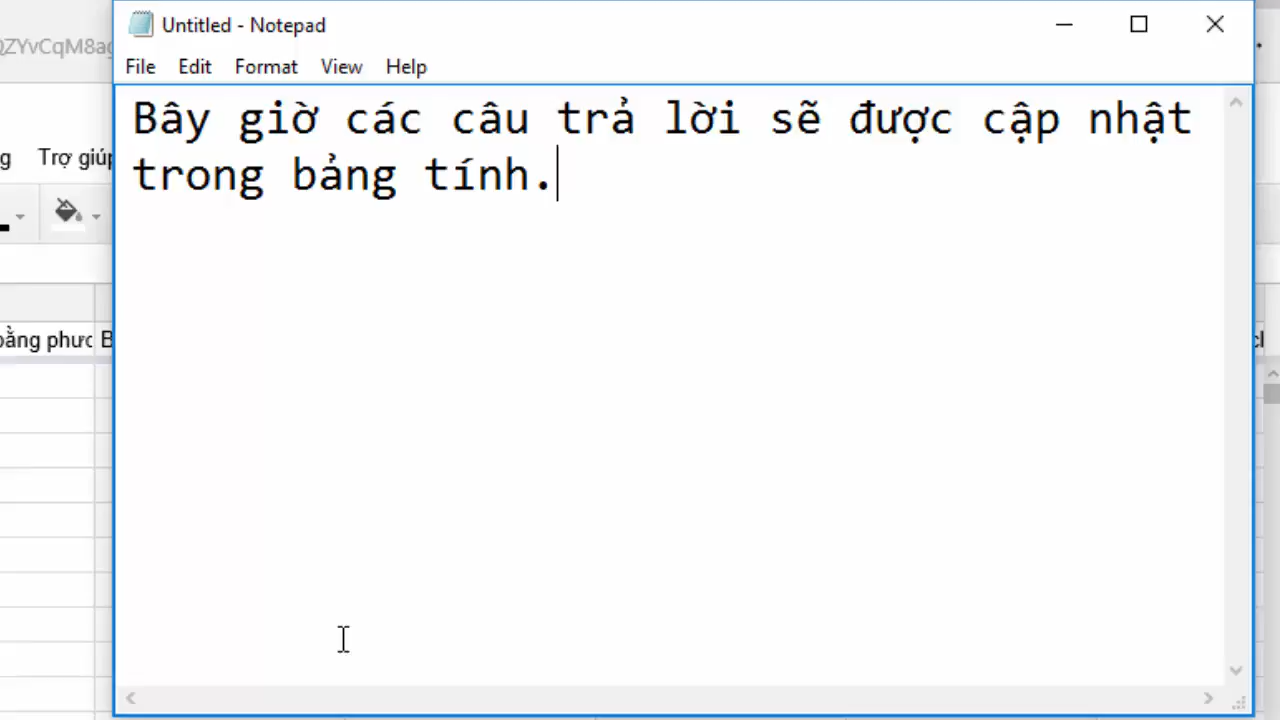 Untitled - Notepad
QZYvCqM8a
File Edit Format View Help
Bây giờ các câu trả lời sẽ được cập nhật
trong bảng tính.
Trợ giúp